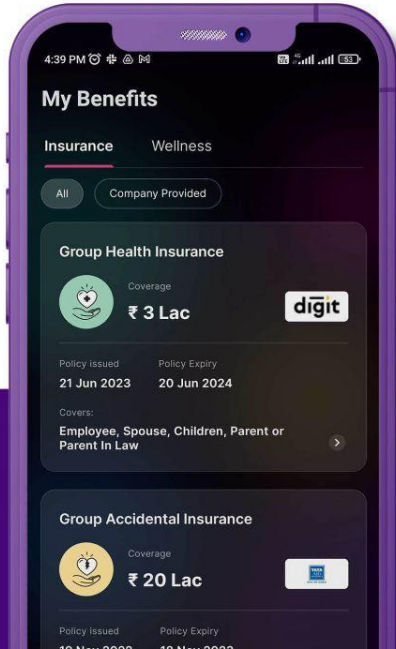 4:39 PM
53
My Benefits
Insurance Wellness
All Company Provided
Group Health Insurance
Coverage
₹ 3 Lac
digit
Policy issued Policy Expiry
21 Jun 2023 20 Jun 2024
Covers:
Employee, Spouse, Children, Parent or
Parent In Law
Group Accidental Insurance
Coverage
₹ 20 Lac
TATA
Policy issued Policy Expiry